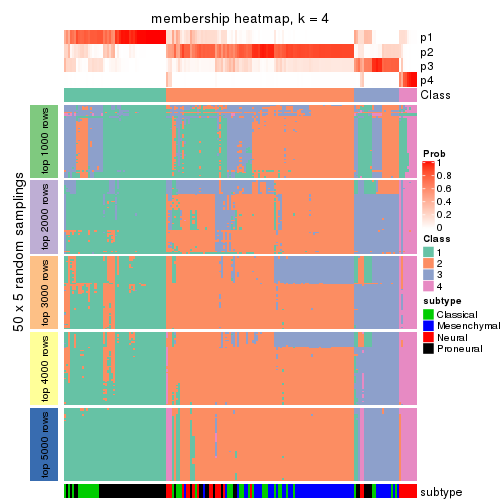 membership heatmap, k = 4
p1
p2
p3
p4
Class
50 x 5 random samplings
top 1000 rows
top 2000 rows
top 3000 rows
top 4000 rows
top 5000 rows
subtype
Prob
1
0.8
0.6
0.4
0.2
0
Class
1
2
3
4
subtype
Classical
Mesenchymal
Neural
Proneural